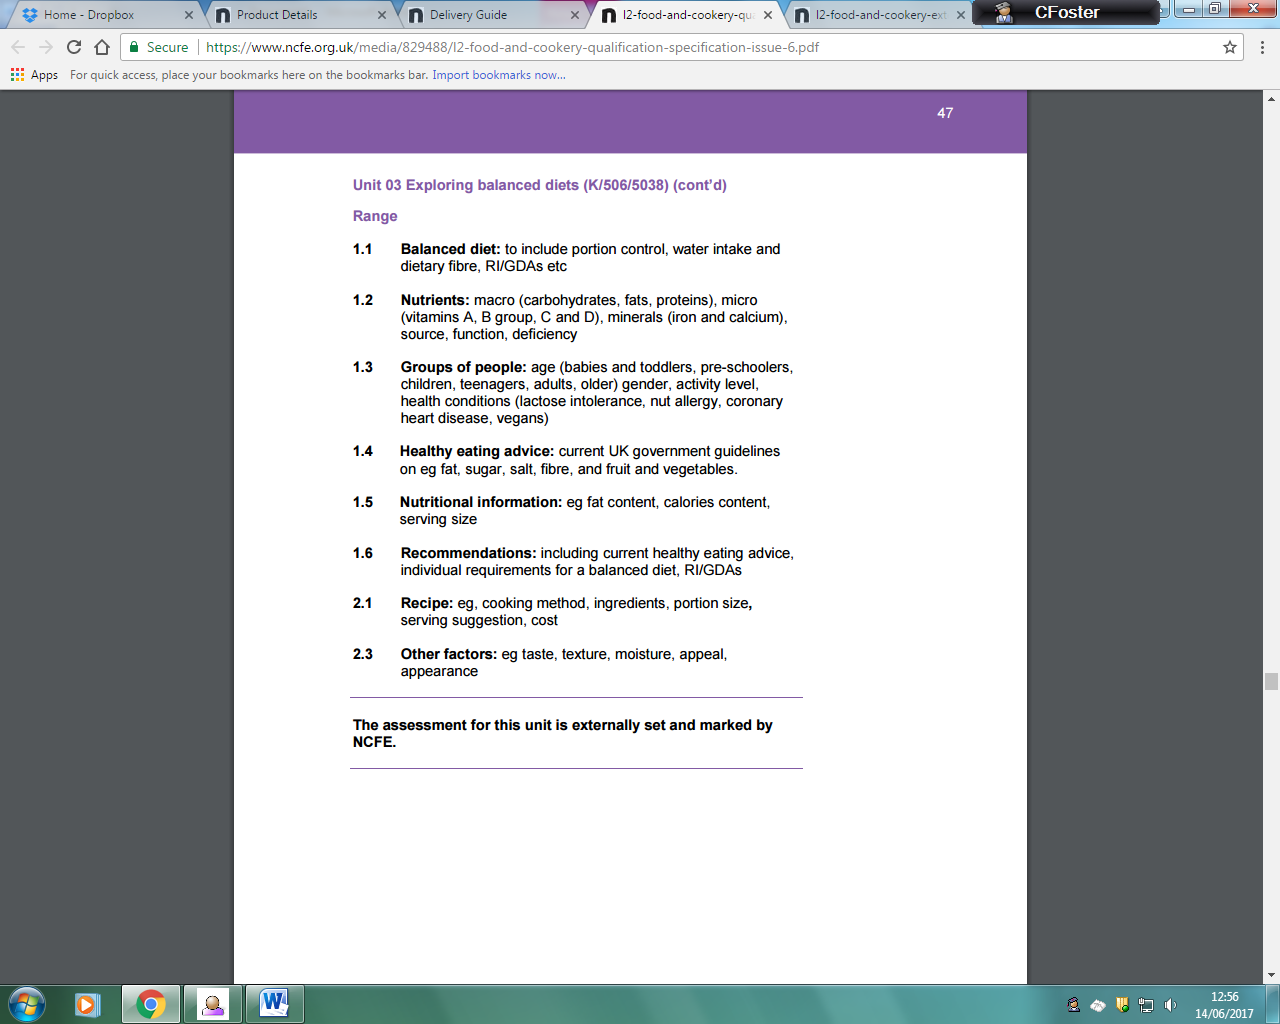 Home - Dropbox
Product Details
Delivery Guide
l2-food-and-cookery-qu
l2-food-and-cookery-ext
CFoster
Secure
https://www.ncfe.org.uk/media/829488/l2-food-and-cookery-qualification-specification-issue-6.pdf
Apps
For quick access, place your bookmarks here on the bookmarks bar. Import bookmarks now...
47
Unit 03 Exploring balanced diets (K/506/5038) (cont'd)
Range
1.1 Balanced diet: to include portion control, water intake and
dietary fibre, RI/GDAs etc
1.2 Nutrients: macro (carbohydrates, fats, proteins), micro
(vitamins A, B group, C and D), minerals (iron and calcium),
source, function, deficiency
1.3 Groups of people: age (babies and toddlers, pre-schoolers,
children, teenagers, adults, older) gender, activity level,
health conditions (lactose intolerance, nut allergy, coronary
heart disease, vegans)
1.4 Healthy eating advice: current UK government guidelines
on eg fat, sugar, salt, fibre, and fruit and vegetables.
1.5 Nutritional information: eg fat content, calories content,
serving size
1.6 Recommendations: including current healthy eating advice,
individual requirements for a balanced diet, RI/GDAs
2.1 Recipe: eg, cooking method, ingredients, portion size,
serving suggestion, cost
2.3 Other factors: eg taste, texture, moisture, appeal,
appearance
The assessment for this unit is externally set and marked by
NCFE.
12:56
14/06/2017